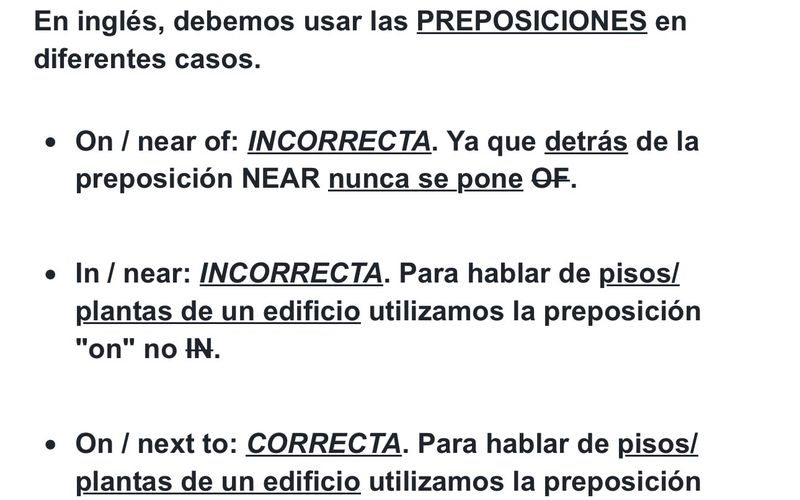 En inglés, debemos usar las PREPOSICIONES en
diferentes casos.
• On / near of: INCORRECTA. Ya que detrás de la
preposición NEAR nunca se pone OF.
• In / near: INCORRECTA. Para hablar de pisos/
plantas de un edificio utilizamos la preposición
"on" no IN.
• On / next to: CORRECTA. Para hablar de pisos/
plantas de un edificio utilizamos la preposición